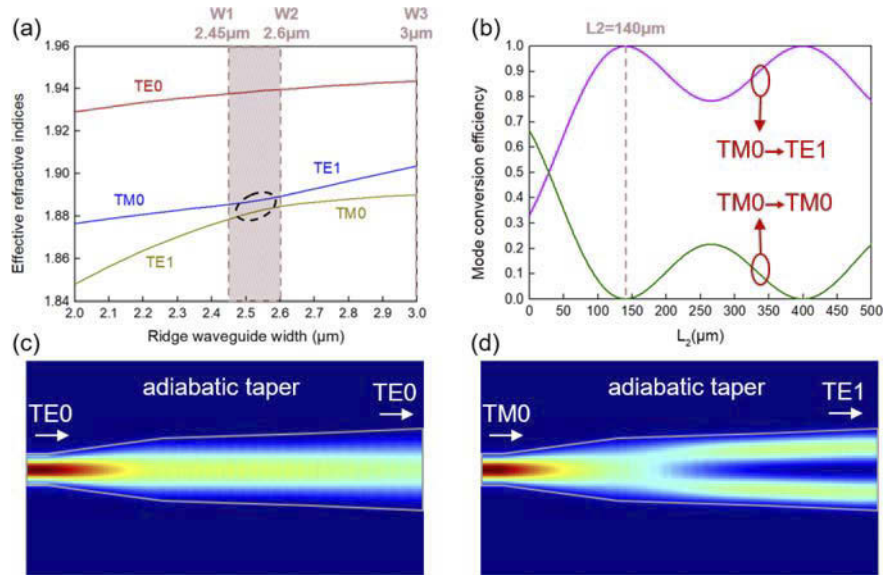 (a)
W1
W2
W3
2.45μm
2.6μm
3μm
Effective refractive indices
1.96
1.94
1.92
1.90
1.88
1.86
1.84
TE0
TM0
TE1
TE1
TM0
2.0 2.1 2.2 2.3 2.4 2.5 2.6 2.7 2.8 2.9 3.0
Ridge waveguide width (μm)
(b)
L2=140μm
Mode conversion efficiency
1.0
0.9
0.8
0.7
0.6
0.5
0.4
0.3
0.2
0.1
0.0
TM0→TE1
TM0→TM0
0 50 100 150 200 250 300 350 400 450 500
L₂(μm)
(c)
adiabatic taper
TE0
TE0
(d)
adiabatic taper
TM0
TE1